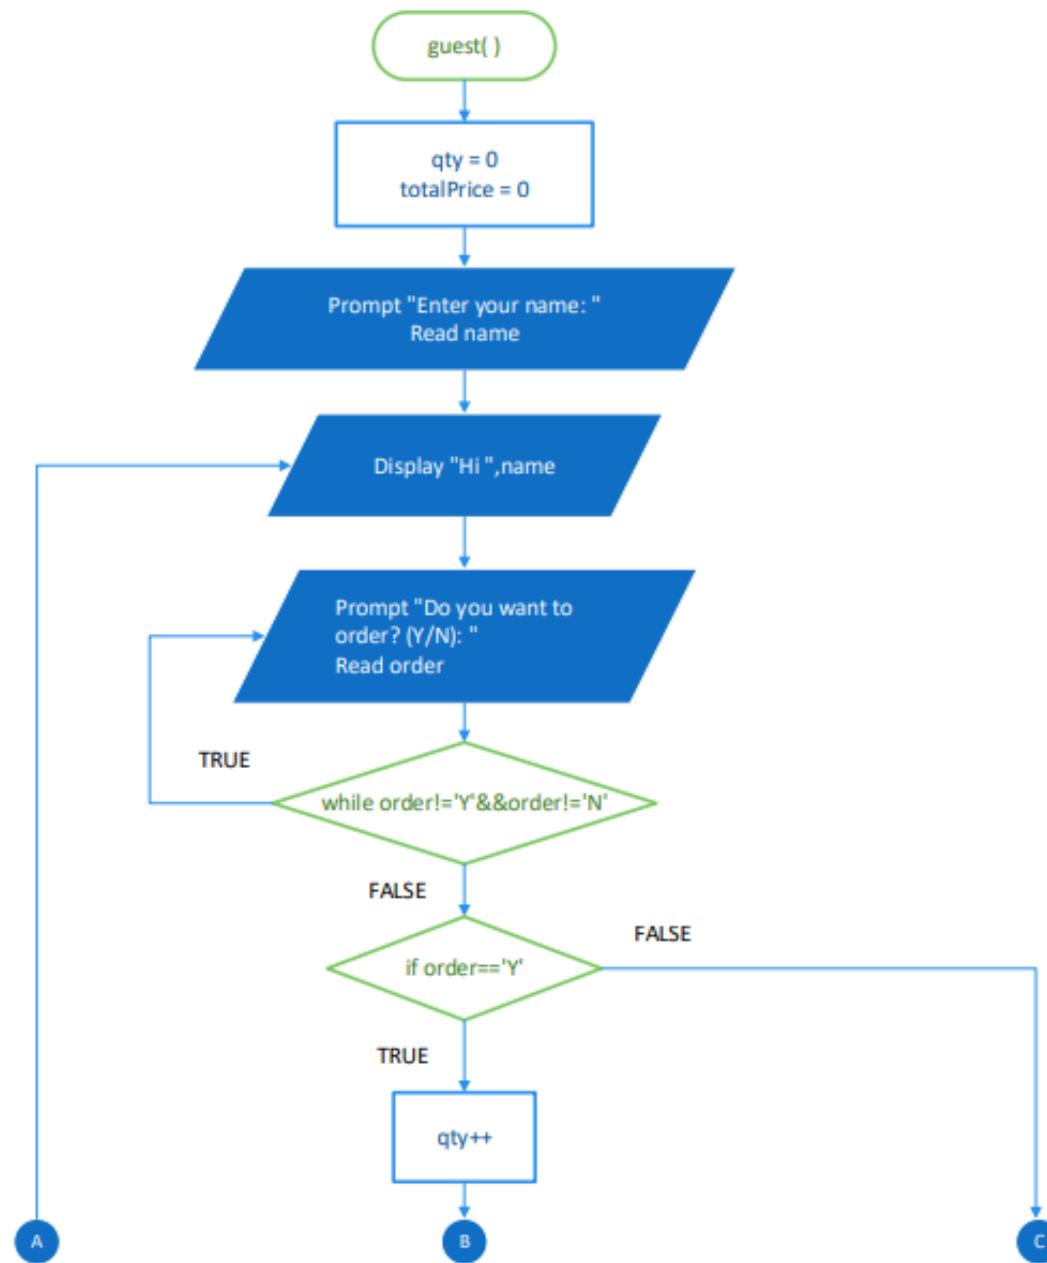 guest( )
qty = 0
totalPrice = 0
Prompt "Enter your name: "
Read name
Display "Hi ",name
Prompt "Do you want to
order? (Y/N): "
Read order
TRUE
while order!='Y'&&order!='N'
FALSE
if order=='Y'
FALSE
TRUE
qty++
A
B
C